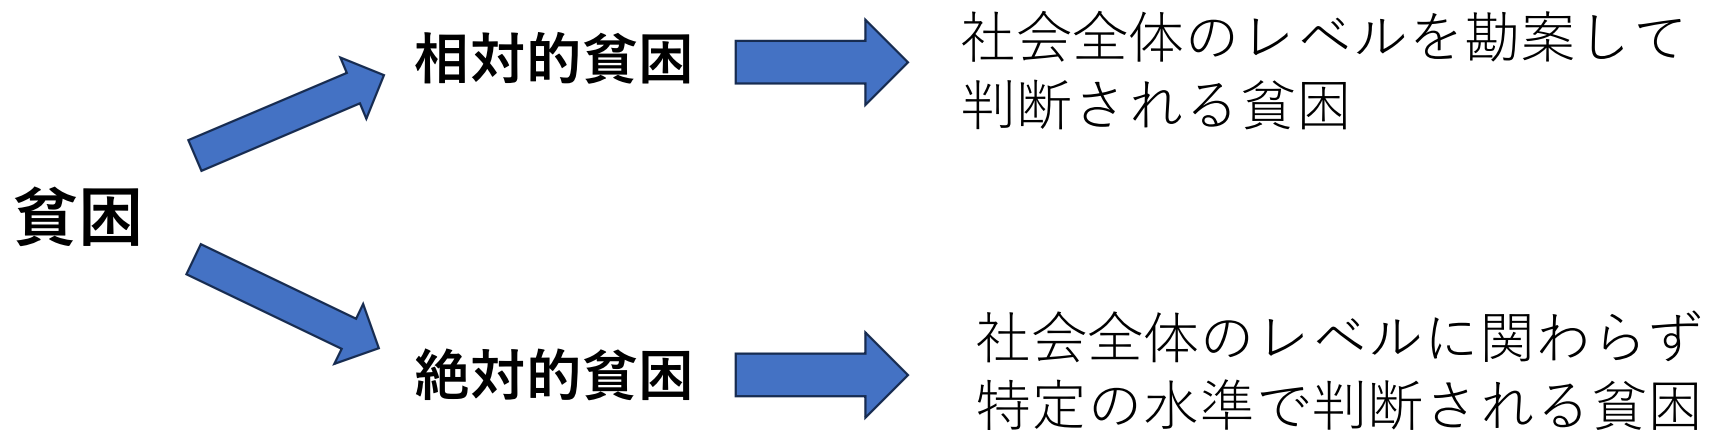 貧困
相対的貧困
社会全体のレベルを勘案して
判断される貧困
絶対的貧困
社会全体のレベルに関わらず
特定の水準で判断される貧困